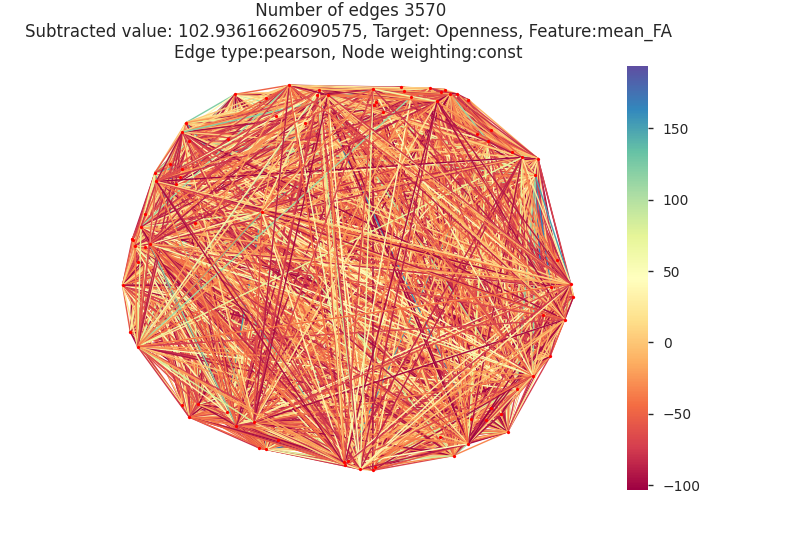 Number of edges 3570
Subtracted value: 102.93616626090575, Target: Openness, Feature:mean_FA
Edge type:pearson, Node weighting:const
150
100
50
0
−50
−100